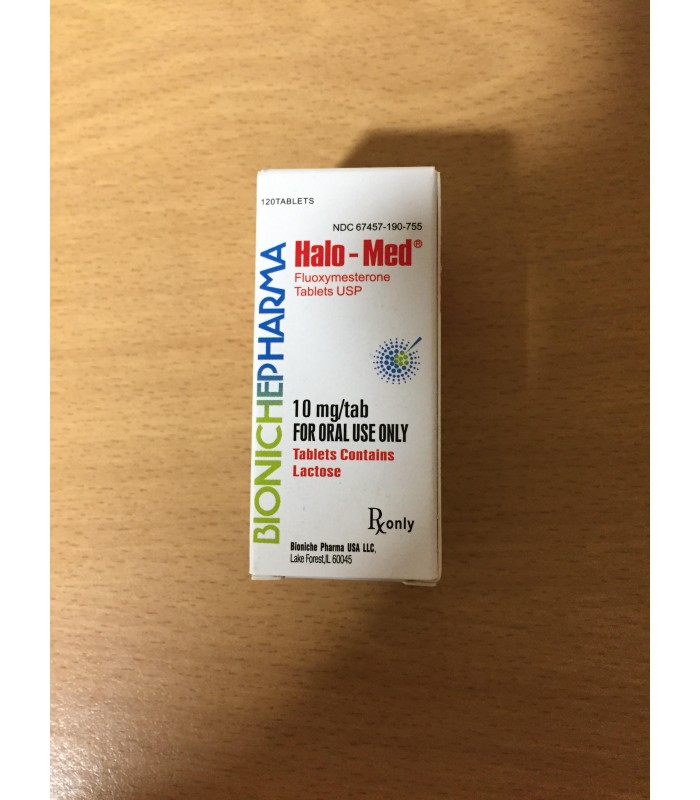 120TABLETS
NDC 67457-190-755
Halo - Med®
Fluoxymesterone
Tablets USP
BIONICHEPHARMA
10 mg/tab
FOR ORAL USE ONLY
Tablets Contains
Lactose
Rx only
Bioniche Pharma USA LLC,
Lake Forest,IL 60045